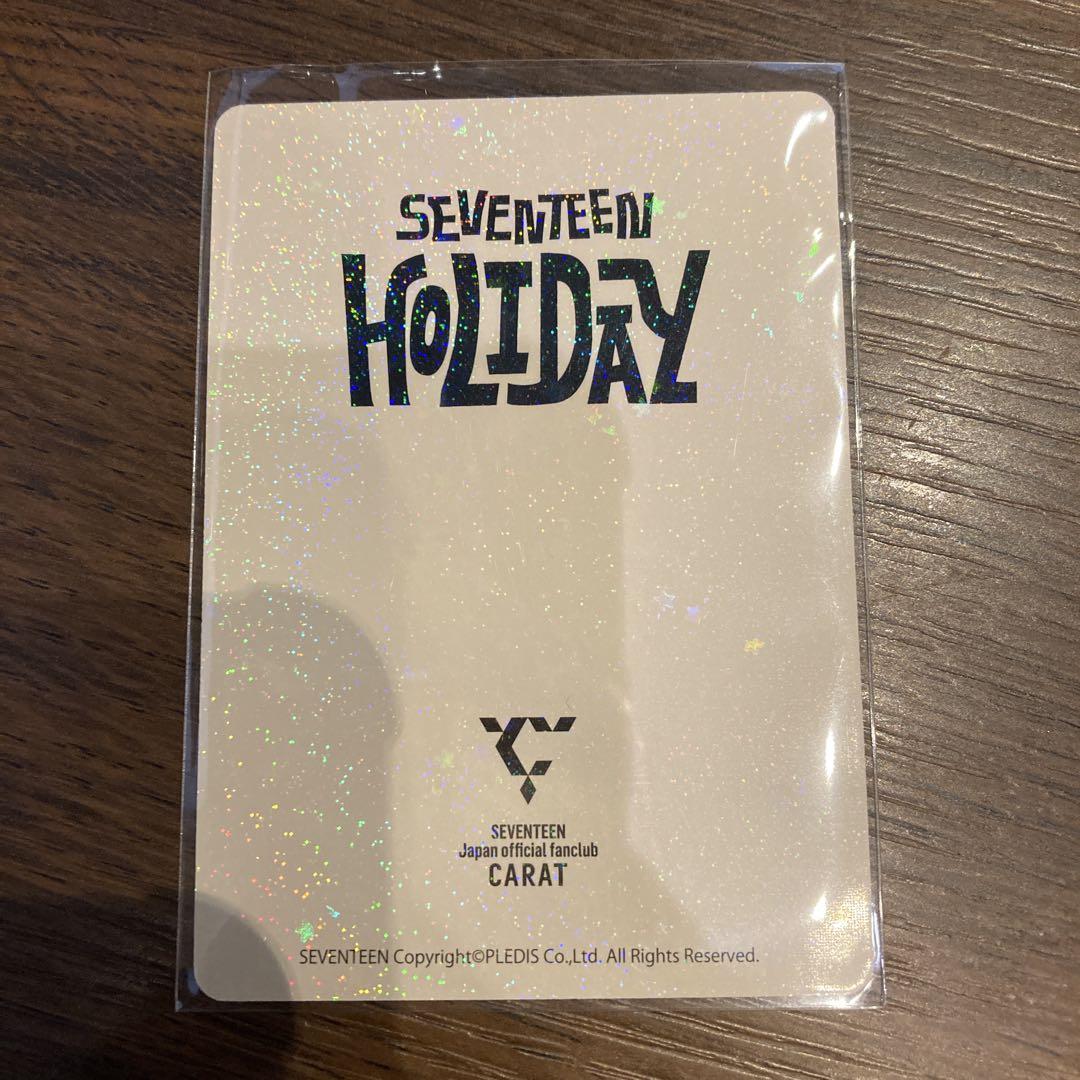 SEVENTEEN
HOLIDAY
SEVENTEEN
Japan official fanclub
CARAT
SEVENTEEN Copyright©PLEDIS Co.,Ltd. All Rights Reserved.